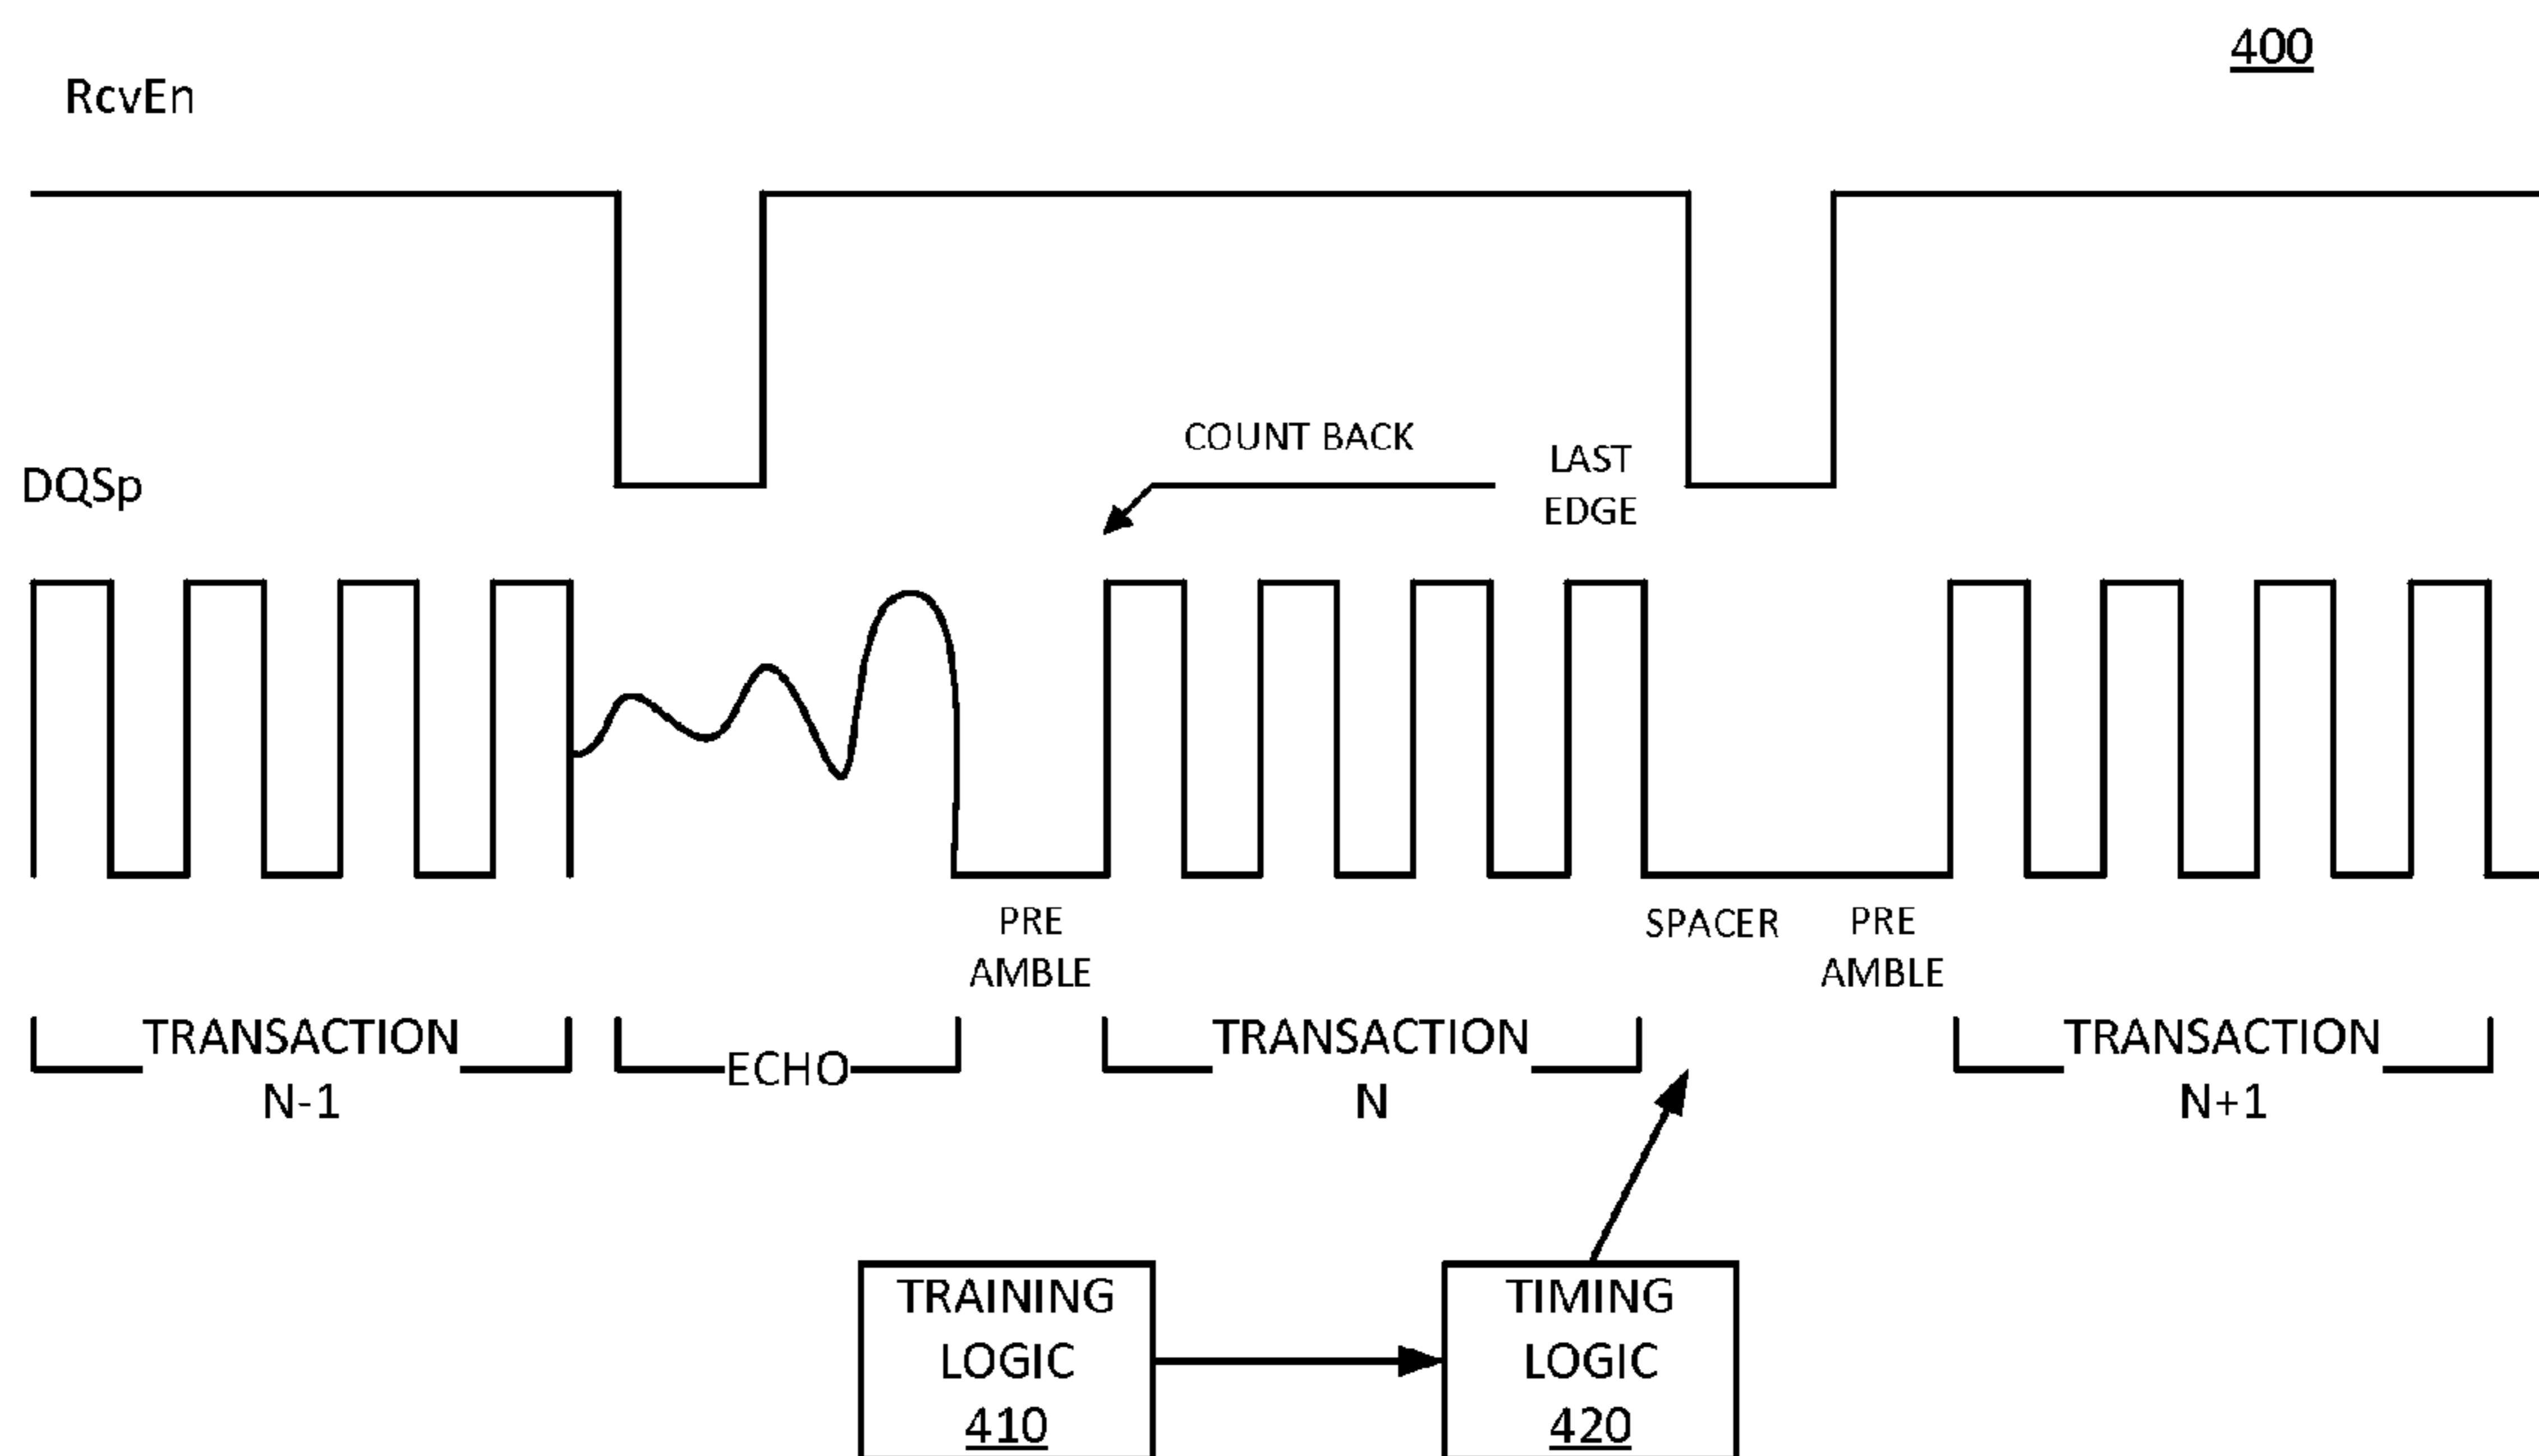 400
RcvEn
COUNT BACK
LAST
EDGE
DQSp
PRE
AMBLE
SPACER
PRE
AMBLE
TRANSACTION
N-1
ECHO
TRANSACTION
N
TRANSACTION
N+1
TRAINING
LOGIC
410
TIMING
LOGIC
420